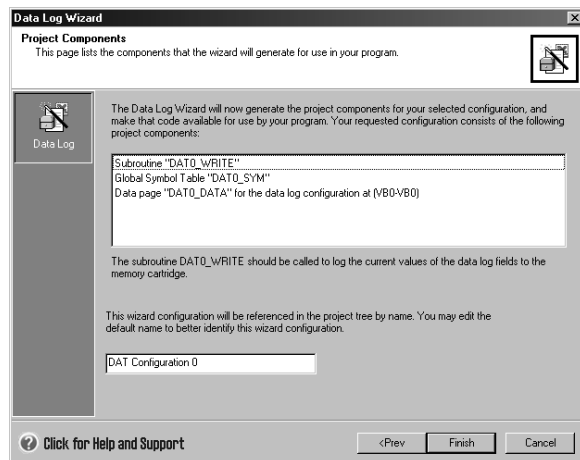 Data Log Wizard
Project Components
This page lists the components that the wizard will generate for use in your program.
Data Log
The Data Log Wizard will now generate the project components for your selected configuration, and
make that code available for use by your program. Your requested configuration consists of the following
project components:
Subroutine "DAT0_WRITE"
Global Symbol Table "DAT0_SYM"
Data page "DAT0_DATA" for the data log configuration at (VB0-VB0)
The subroutine DAT0_WRITE should be called to log the current values of the data log fields to the
memory cartridge.
This wizard configuration will be referenced in the project tree by name. You may edit the
default name to better identify this wizard configuration.
DAT Configuration 0
Click for Help and Support
<Prev
Finish
Cancel